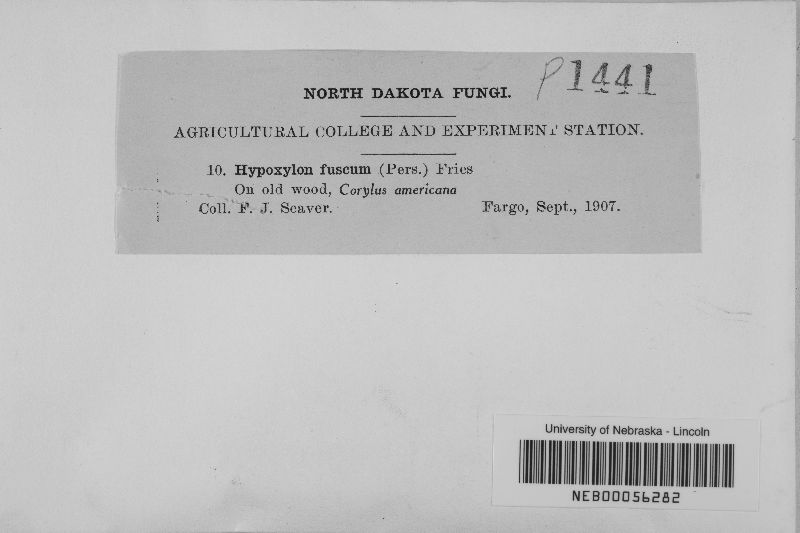 P 1441
NORTH DAKOTA FUNGI.
AGRICULTURAL COLLEGE AND EXPERIMENT STATION.
10. Hypoxylon fuscum (Pers.) Fries
On old wood, Corylus americana
Coll. F. J. Seaver. Fargo, Sept., 1907.
University of Nebraska - Lincoln
NEB00056282